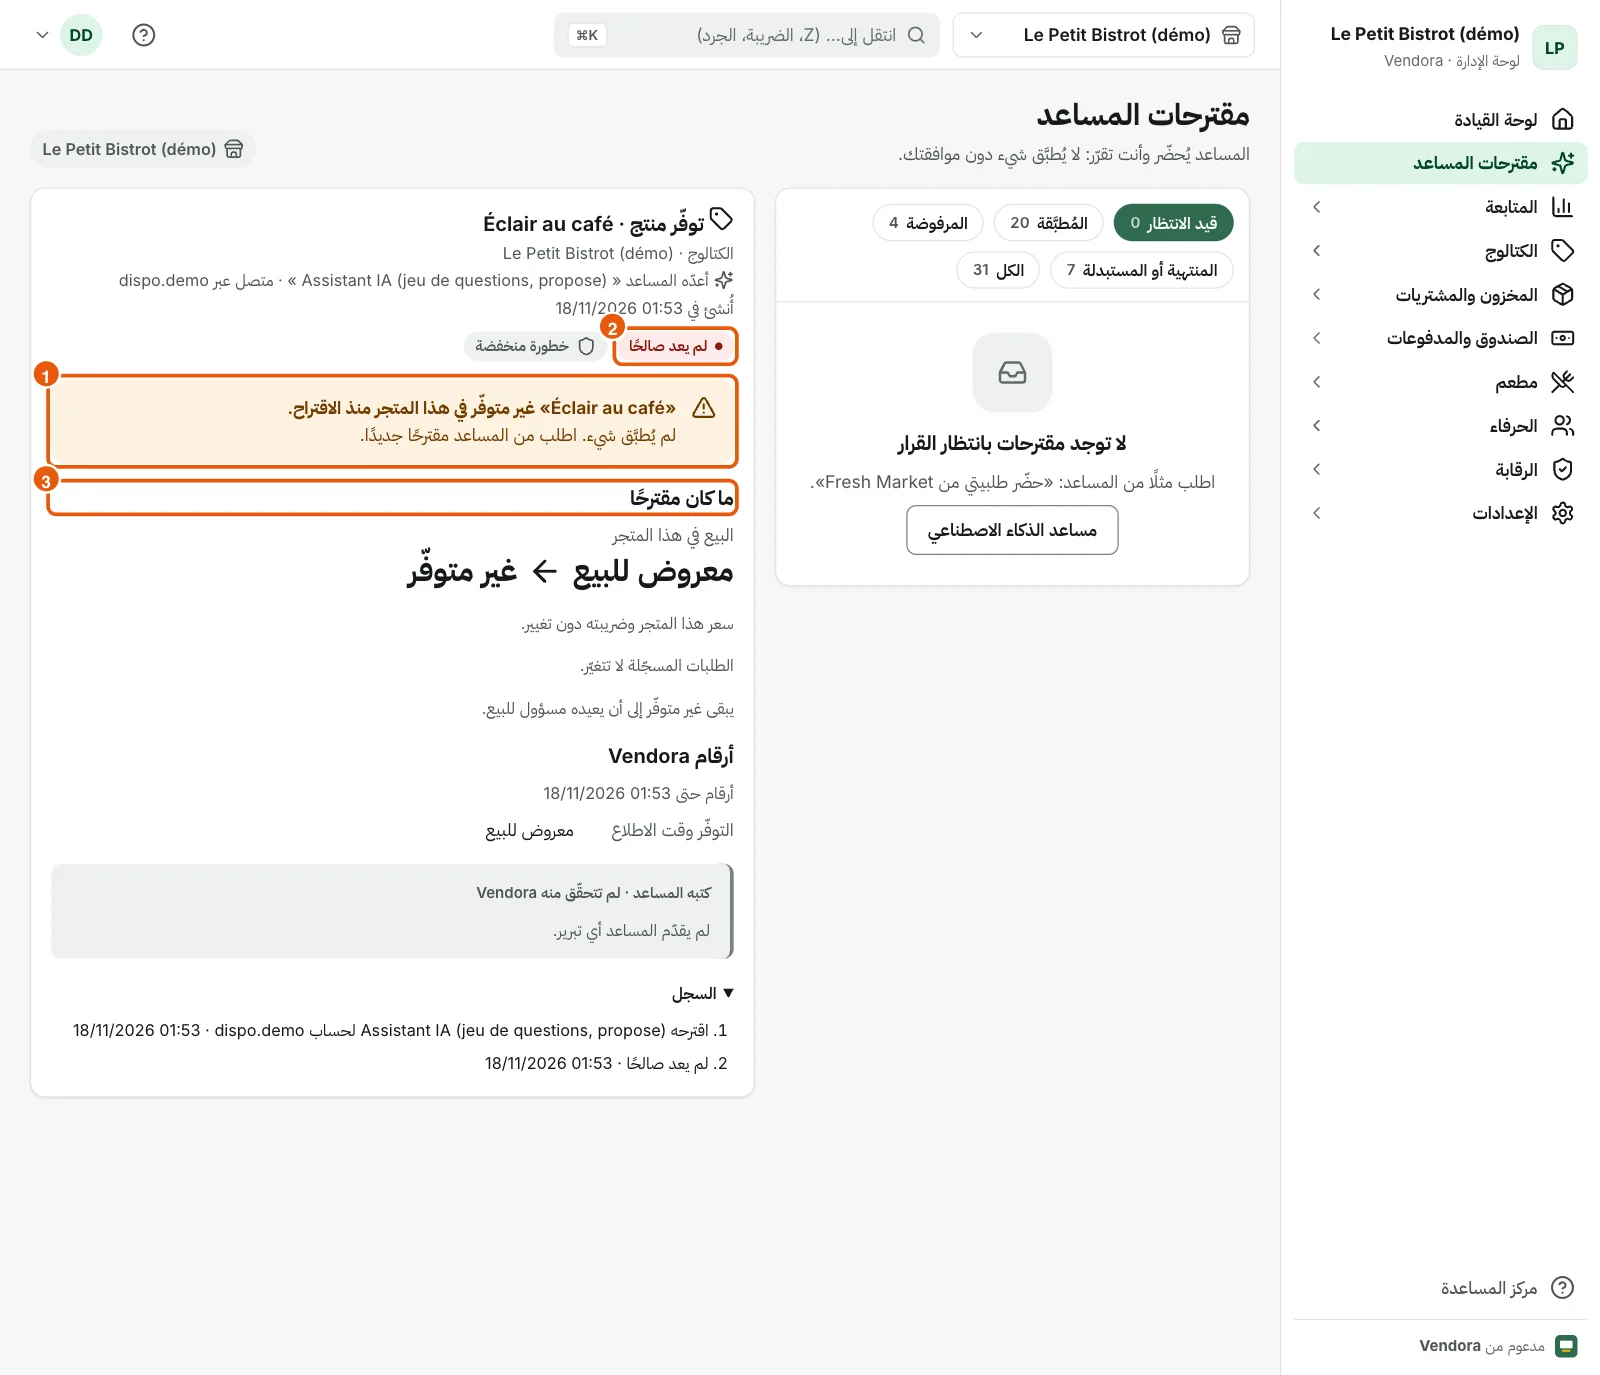 LP
Le Petit Bistrot (démo)
لوحة الإدارة · Vendora
لوحة القيادة
مقترحات المساعد
المتابعة
الكتالوج
المخزون والمشتريات
الصندوق والمدفوعات
مطعم
الحرفاء
الرقابة
الإعدادات
مركز المساعدة
مدعوم من Vendora
Le Petit Bistrot (démo)
انتقل إلى... (Z، الضريبة، الجرد)
⌘K
DD
مقترحات المساعد
المساعد يُحضّر وأنت تقرّر: لا يُطبَّق شيء دون موافقتك.
Le Petit Bistrot (démo)
قيد الانتظار 0
المُطبَّقة 20
المرفوضة 4
المنتهية أو المستبدلة 7
الكل 31
لا توجد مقترحات بانتظار القرار
اطلب مثلًا من المساعد: «حضّر طلبيتي من Fresh Market».
مساعد الذكاء الاصطناعي
توفّر منتج · Éclair au café
الكتالوج · Le Petit Bistrot (démo)
أعدّه المساعد « Assistant IA (jeu de questions, propose) » · متصل عبر dispo.demo
أُنشئ في 18/11/2026 01:53
2
لم يعد صالحًا
خطورة منخفضة
1
«Éclair au café» غير متوفّر في هذا المتجر منذ الاقتراح.
لم يُطبَّق شيء. اطلب من المساعد مقترحًا جديدًا.
3
ما كان مقترحًا
البيع في هذا المتجر
معروض للبيع ← غير متوفّر
سعر هذا المتجر وضريبته دون تغيير.
الطلبات المسجّلة لا تتغيّر.
يبقى غير متوفّر إلى أن يعيده مسؤول للبيع.
أرقام Vendora
أرقام حتى 18/11/2026 01:53
التوفّر وقت الاطلاع معروض للبيع
كتبه المساعد · لم تتحقّق منه Vendora
لم يقدّم المساعد أي تبرير.
▼ السجل
1. اقترحه Assistant IA (jeu de questions, propose) لحساب dispo.demo · 18/11/2026 01:53
2. لم يعد صالحًا · 18/11/2026 01:53